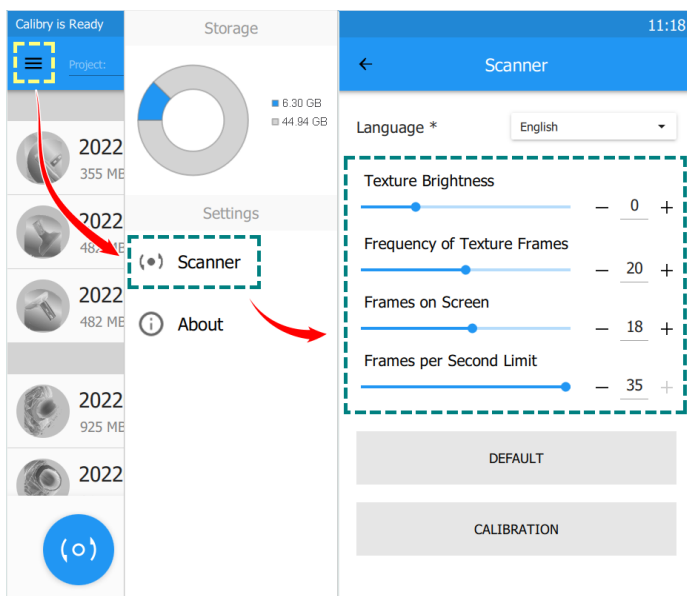 Calibry is Ready
Project:
2022
355 MB
2022
482 MB
2022
482 MB
2022
925 MB
2022
Storage
6.30 GB
44.94 GB
Settings
Scanner
About
11:18
Scanner
Language *
English
Texture Brightness
0
Frequency of Texture Frames
20
Frames on Screen
18
Frames per Second Limit
35
DEFAULT
CALIBRATION